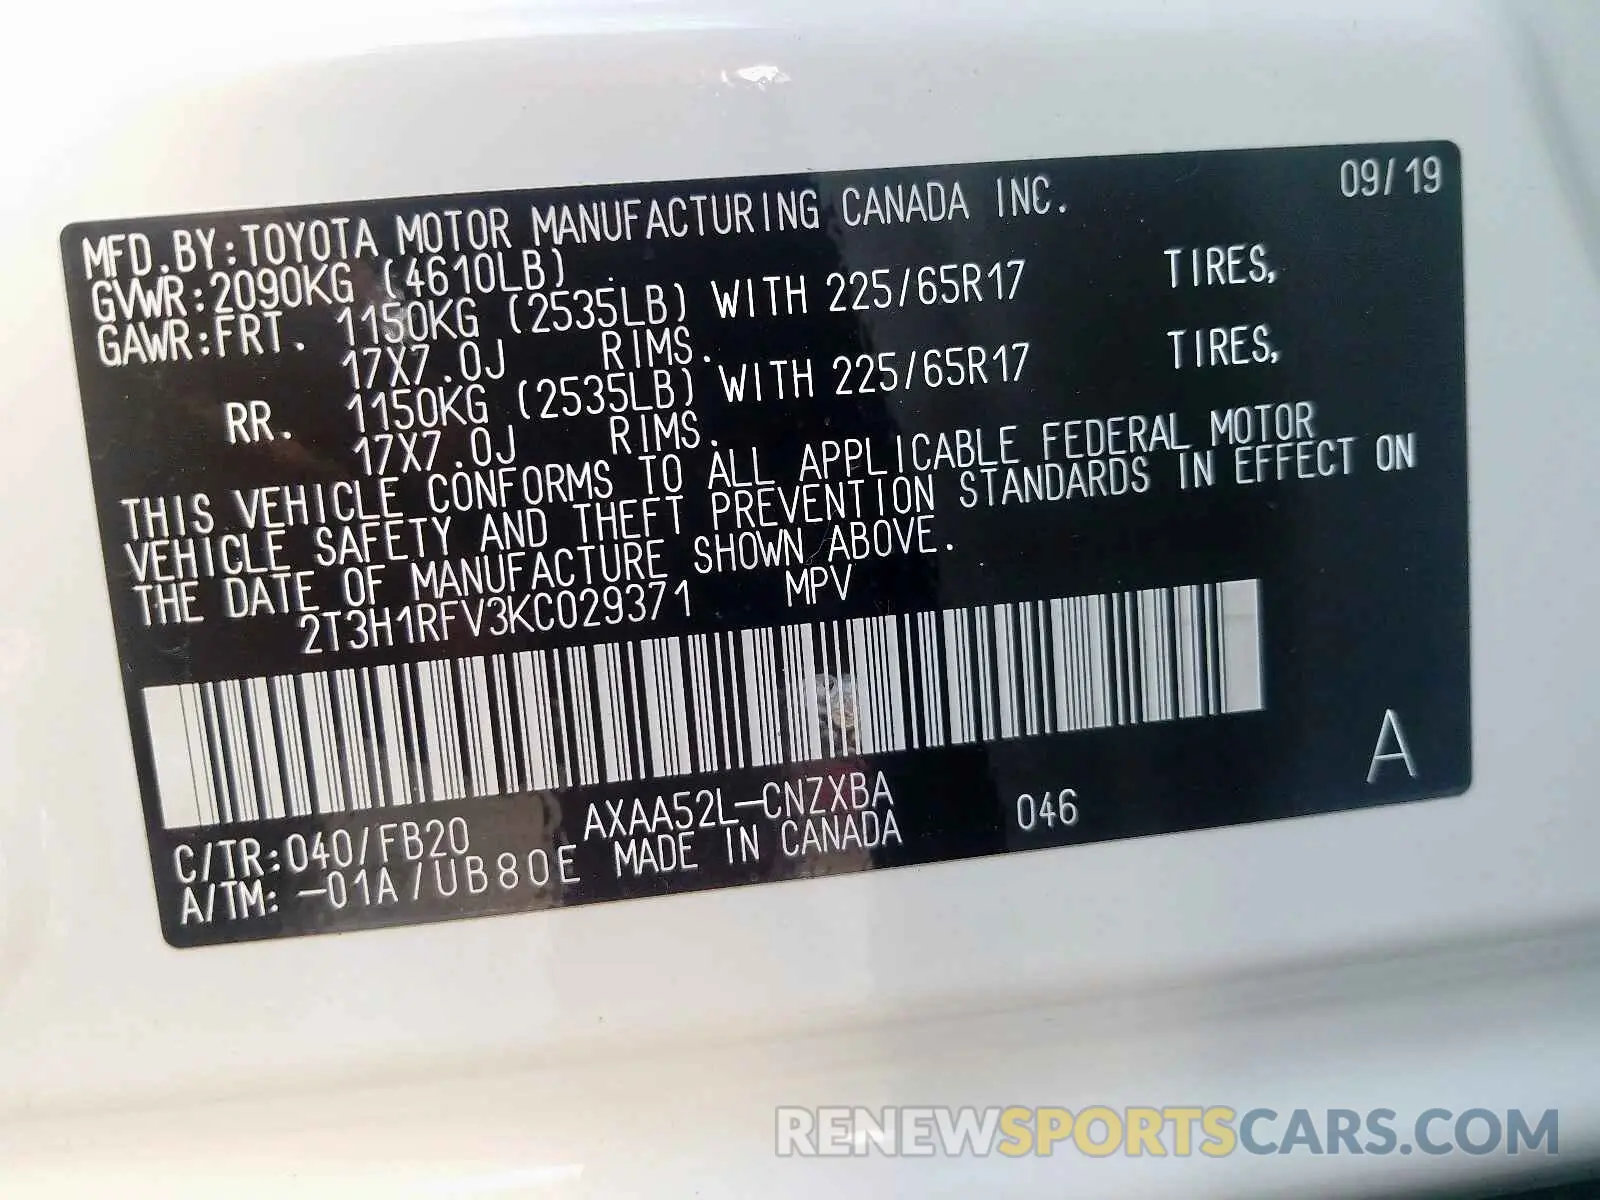 09/19
MFD.BY:TOYOTA MOTOR MANUFACTURING CANADA INC.
GVWR:2090KG (4610LB)
GAWR:FRT. 1150KG (2535LB) WITH 225/65R17 TIRES,
17X7.0J RIMS.
RR. 1150KG (2535LB) WITH 225/65R17 TIRES,
17X7.0J RIMS.
THIS VEHICLE CONFORMS TO ALL APPLICABLE FEDERAL MOTOR
VEHICLE SAFETY AND THEFT PREVENTION STANDARDS IN EFFECT ON
THE DATE OF MANUFACTURE SHOWN ABOVE.
2T3H1RFV3KC029371 MPV
A
AXAA52L-CNZXBA 046
C/TR:040/FB20 MADE IN CANADA
A/TM: -01A/UB80E
RENEWSPORTSCARS.COM